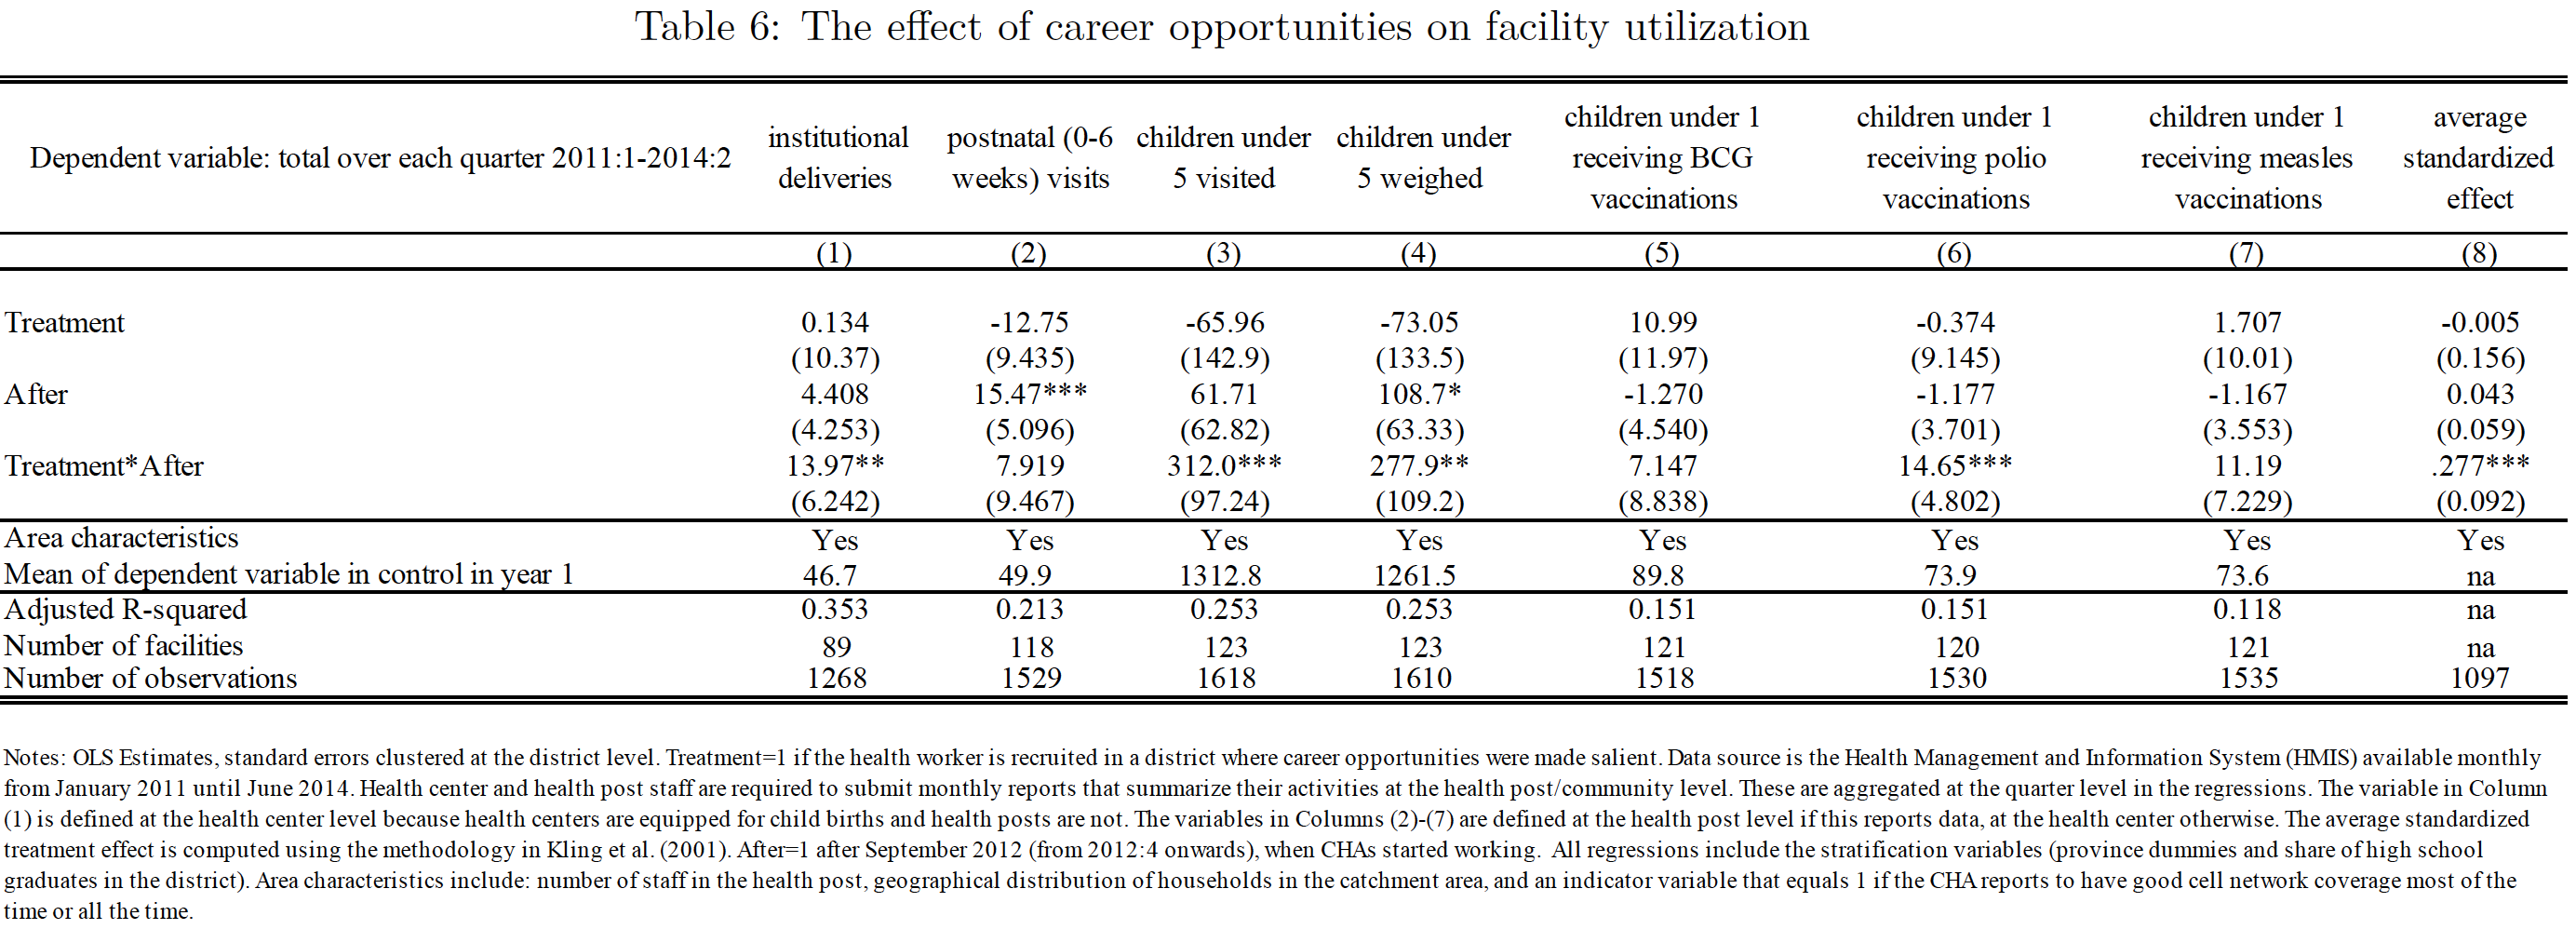 Table 6: The effect of career opportunities on facility utilization
Dependent variable: total over each quarter 2011:1-2014:2 institutional deliveries postnatal (0-6 weeks) visits children under 5 visited children under 5 weighed children under 1 receiving BCG vaccinations children under 1 receiving polio vaccinations children under 1 receiving measles vaccinations average standardized effect
(1) (2) (3) (4) (5) (6) (7) (8)
Treatment 0.134 -12.75 -65.96 -73.05 10.99 -0.374 1.707 -0.005
(10.37) (9.435) (142.9) (133.5) (11.97) (9.145) (10.01) (0.156)
After 4.408 15.47*** 61.71 108.7* -1.270 -1.177 -1.167 0.043
(4.253) (5.096) (62.82) (63.33) (4.540) (3.701) (3.553) (0.059)
Treatment*After 13.97** 7.919 312.0*** 277.9** 7.147 14.65*** 11.19 .277***
(6.242) (9.467) (97.24) (109.2) (8.838) (4.802) (7.229) (0.092)
Area characteristics Yes Yes Yes Yes Yes Yes Yes Yes
Mean of dependent variable in control in year 1 46.7 49.9 1312.8 1261.5 89.8 73.9 73.6 na
Adjusted R-squared 0.353 0.213 0.253 0.253 0.151 0.151 0.118 na
Number of facilities 89 118 123 123 121 120 121 na
Number of observations 1268 1529 1618 1610 1518 1530 1535 1097
Notes: OLS Estimates, standard errors clustered at the district level. Treatment=1 if the health worker is recruited in a district where career opportunities were made salient. Data source is the Health Management and Information System (HMIS) available monthly
from January 2011 until June 2014. Health center and health post staff are required to submit monthly reports that summarize their activities at the health post/community level. These are aggregated at the quarter level in the regressions. The variable in Column
(1) is defined at the health center level because health centers are equipped for child births and health posts are not. The variables in Columns (2)-(7) are defined at the health post level if this reports data, at the health center otherwise. The average standardized
treatment effect is computed using the methodology in Kling et al. (2001). After=1 after September 2012 (from 2012:4 onwards), when CHAs started working. All regressions include the stratification variables (province dummies and share of high school
graduates in the district). Area characteristics include: number of staff in the health post, geographical distribution of households in the catchment area, and an indicator variable that equals 1 if the CHA reports to have good cell network coverage most of the
time or all the time.